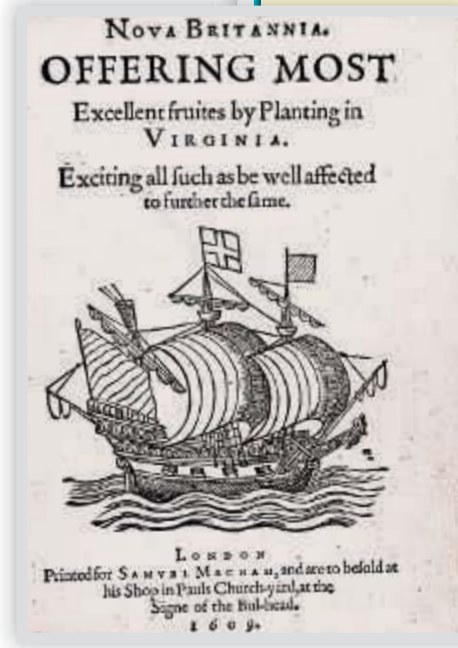 NOVA BRITANNIA.
OFFERING MOST
Excellent fruites by Planting in
VIRGINIA.
Exciting all ſuch as be well affected
to further the ſame.
LONDON
Printed for SAMVEL MACHAM, and are to beſold at
his Shop in Pauls Church-yard, at the
Signe of the Bul-head.
1609.